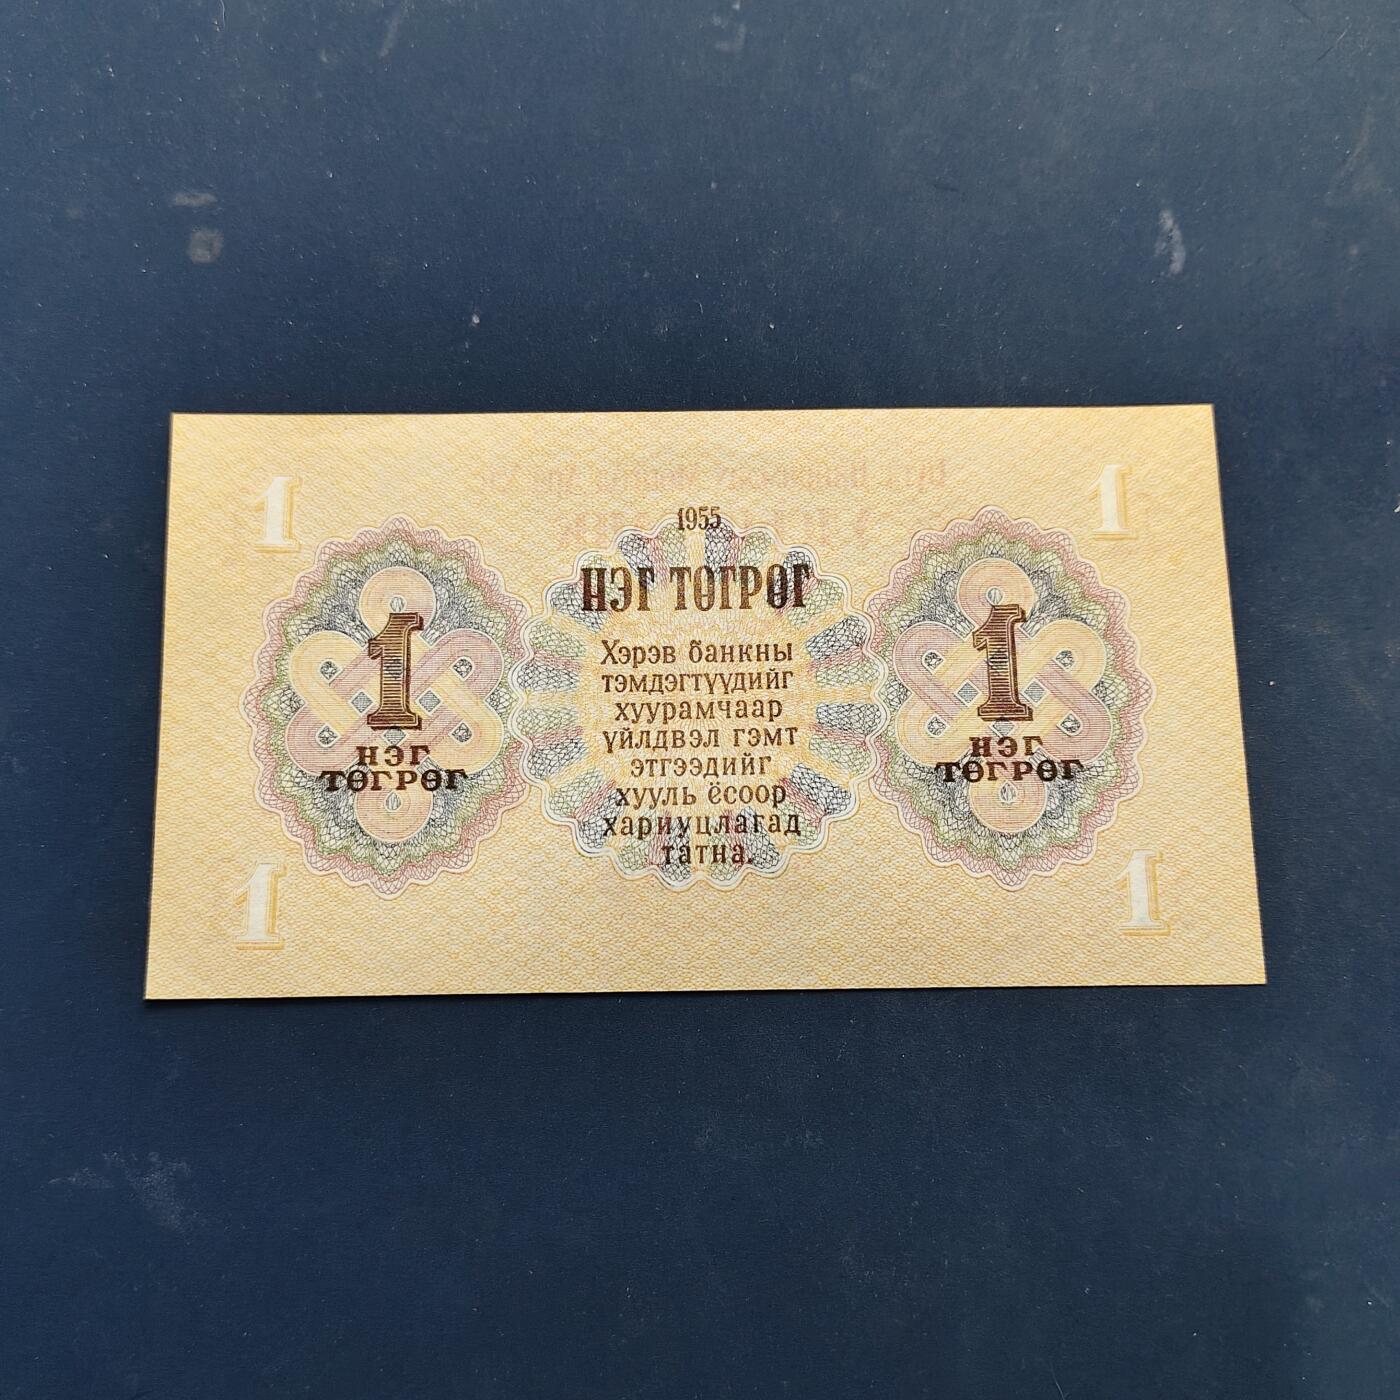 1
1
1955
НЭГ ТӨГРӨГ
Хэрэв банкны
тэмдэгтүүдийг
хуурамчаар
үйлдвэл гэмт
этгээдийг
хууль ёсоор
хариуцлагад
татна.
1
НЭГ
ТӨГРӨГ
1
НЭГ
ТӨГРӨГ
1
1